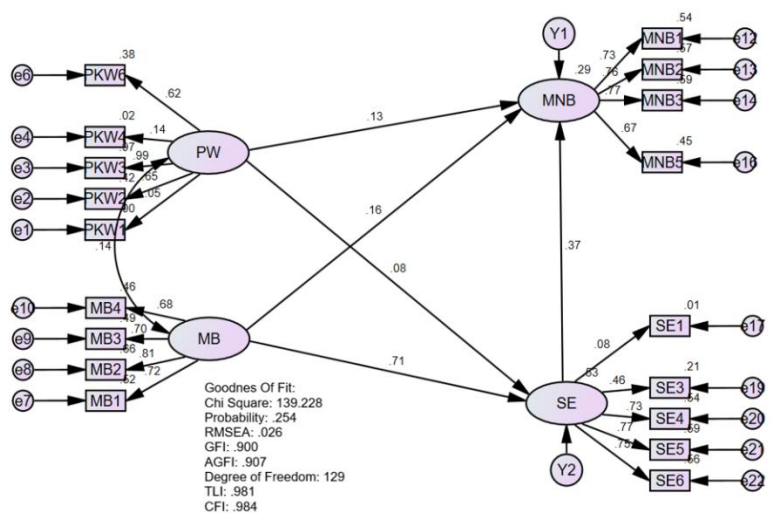 Y1
.54
.73
MNB1
e12
.38
.29
MNB2
e13
.76
e6
PKW6
MNB
.77
MNB3
e14
.62
.02
.13
.67
.45
e4
PKW4
.14
MNB5
e16
PW
e3
PKW3
.99
e2
PKW2
.65
.05
e1
PKW1
.16
.14
.37
.08
.46
e10
MB4
.68
.01
e9
MB3
.70
SE1
e17
MB
.08
e8
MB2
.81
.71
.21
.72
.46
SE3
e19
e7
MB1
SE
.73
SE4
e20
.77
SE5
e21
.75
SE6
e22
Y2
Goodnes Of Fit:
Chi Square: 139.228
Probability: .254
RMSEA: .026
GFI: .900
AGFI: .907
Degree of Freedom: 129
TLI: .981
CFI: .984